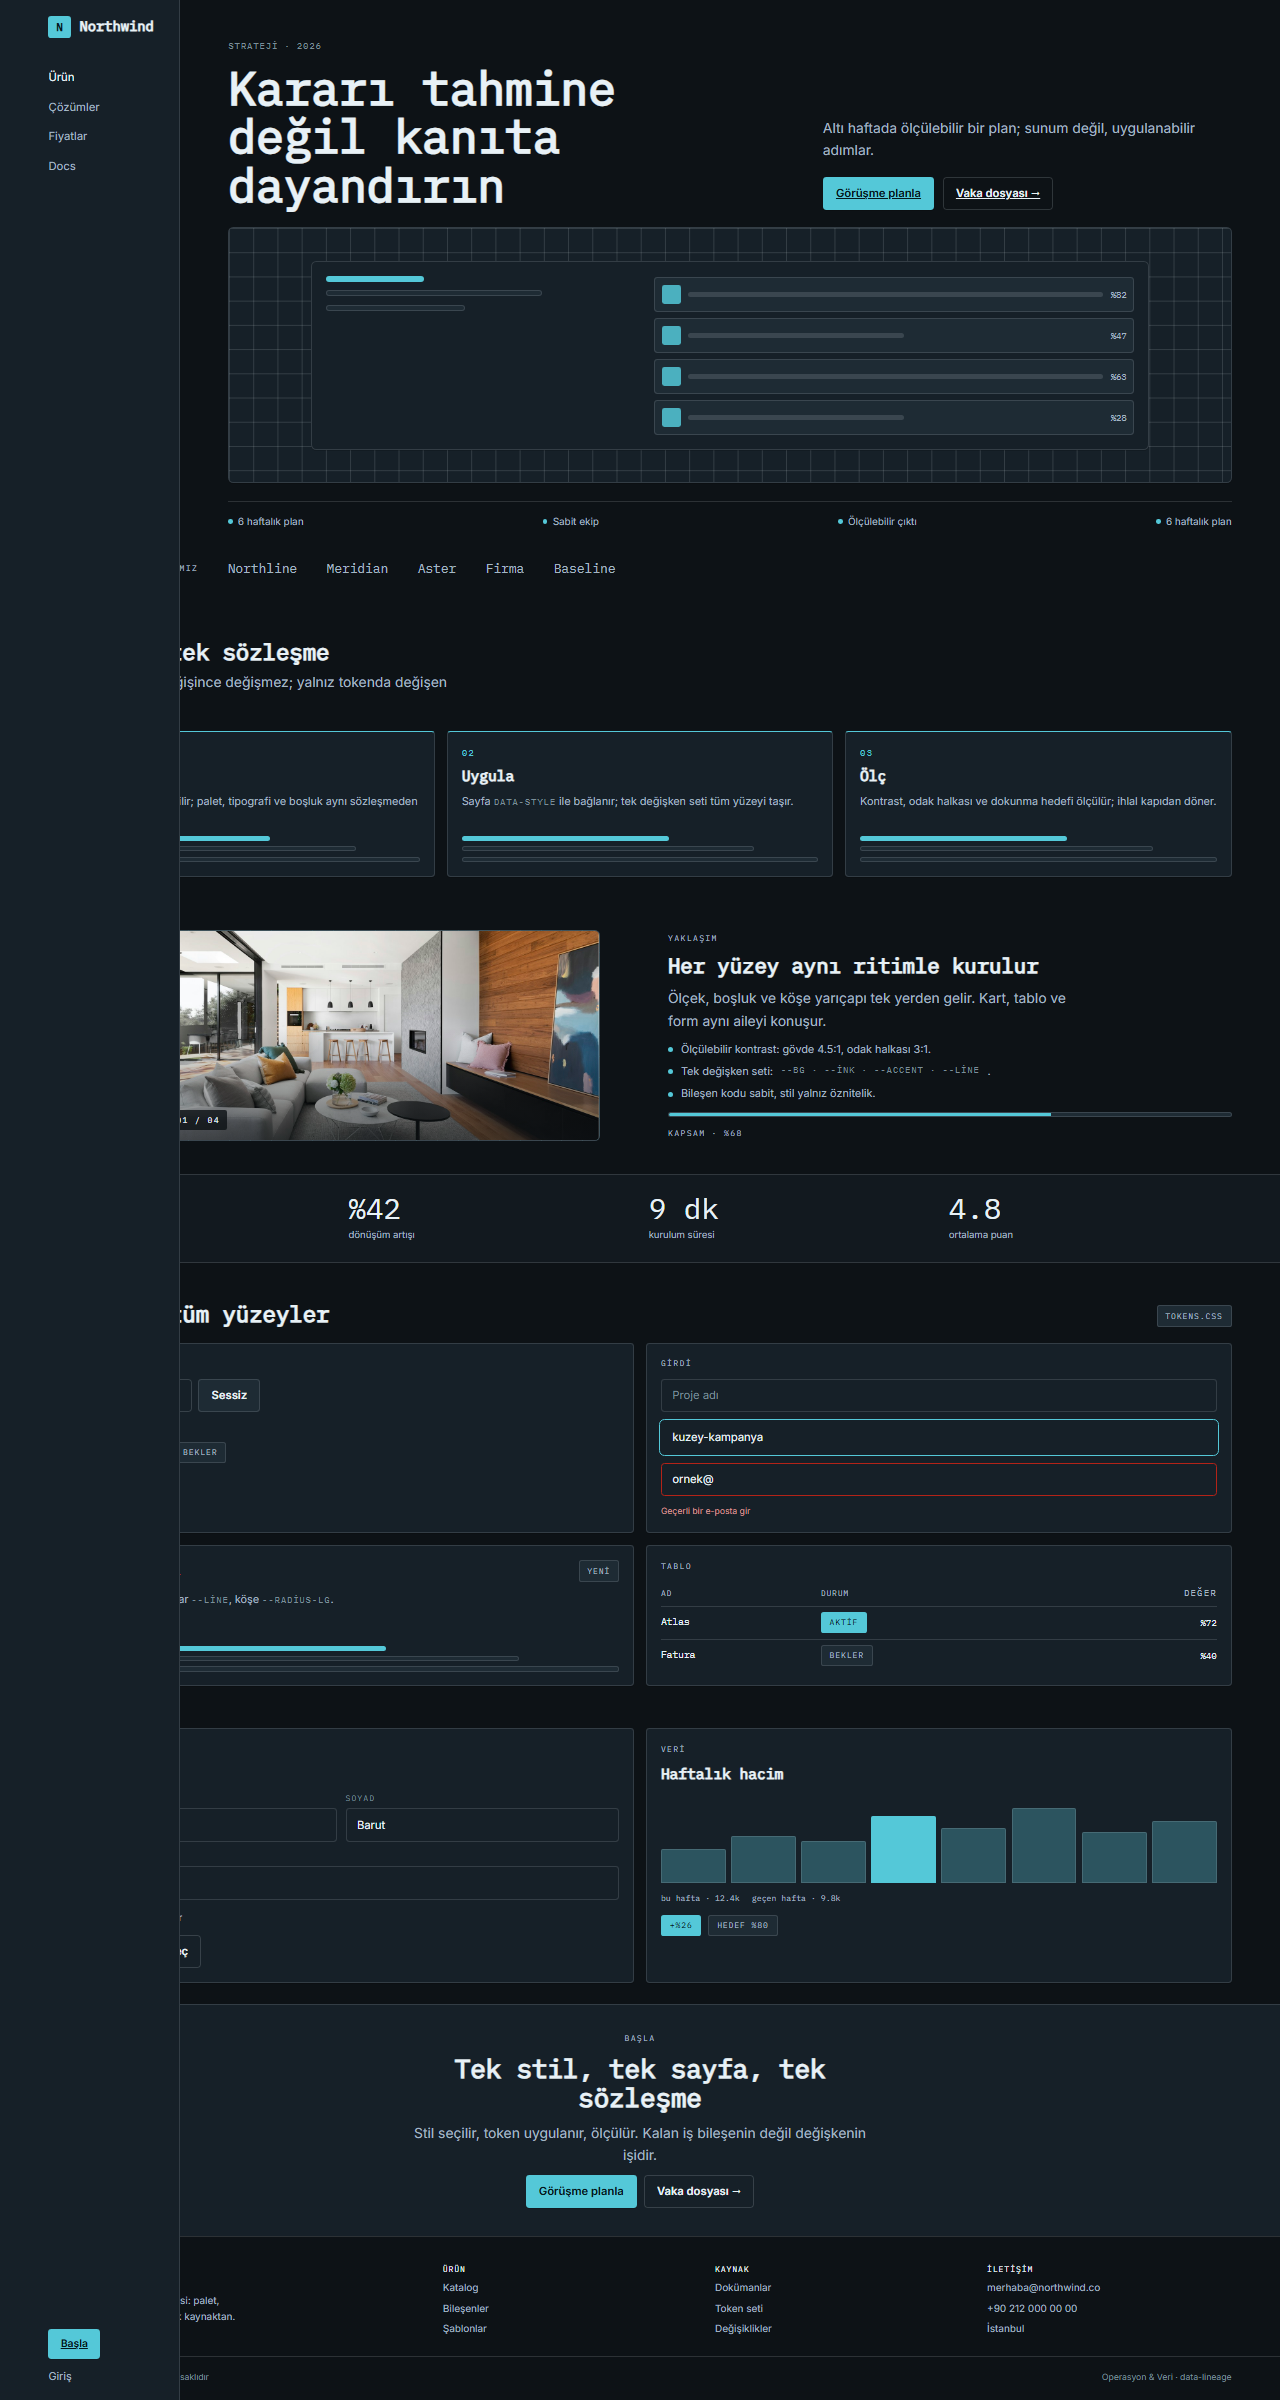 N Northwind
Ürün
Çözümler
Fiyatlar
Docs
STRATEJİ · 2026
Kararı tahmine
değil kanıta
dayandırın
Altı haftada ölçülebilir bir plan; sunum değil, uygulanabilir
adımlar.
Görüşme planla
Vaka dosyası →
%82
%47
%63
%28
6 haftalık plan
Sabit ekip
Ölçülebilir çıktı
6 haftalık plan
MIZ
Northline
Meridian
Aster
Firma
Baseline
tek sözleşme
ğişince değişmez; yalnız tokenda değişen
ilir; palet, tipografi ve boşluk aynı sözleşmeden
02
Uygula
Sayfa DATA-STYLE ile bağlanır; tek değişken seti tüm yüzeyi taşır.
03
Ölç
Kontrast, odak halkası ve dokunma hedefi ölçülür; ihlal kapıdan döner.
01 / 04
YAKLAŞIM
Her yüzey aynı ritimle kurulur
Ölçek, boşluk ve köşe yarıçapı tek yerden gelir. Kart, tablo ve
form aynı aileyi konuşur.
Ölçülebilir kontrast: gövde 4.5:1, odak halkası 3:1.
Tek değişken seti: --BG · --İNK · --ACCENT · --LİNE .
Bileşen kodu sabit, stil yalnız öznitelik.
KAPSAM · %68
%42
dönüşüm artışı
9 dk
kurulum süresi
4.8
ortalama puan
tüm yüzeyler
TOKENS.CSS
Sessiz
BEKLER
GİRDİ
Proje adı
kuzey-kampanya
ornek@
Geçerli bir e-posta gir
YENİ
ar --LİNE, köşe --RADİUS-LG.
TABLO
AD
DURUM
DEĞER
Atlas
AKTİF
%72
Fatura
BEKLER
%40
SOYAD
Barut
eç
VERİ
Haftalık hacim
bu hafta · 12.4k
geçen hafta · 9.8k
+%26
HEDEF %80
BAŞLA
Tek stil, tek sayfa, tek
sözleşme
Stil seçilir, token uygulanır, ölçülür. Kalan iş bileşenin değil değişkenin
işidir.
Görüşme planla
Vaka dosyası →
si: palet,
kaynaktan.
ÜRÜN
Katalog
Bileşenler
Şablonlar
KAYNAK
Dokümanlar
Token seti
Değişiklikler
İLETİŞİM
merhaba@northwind.co
+90 212 000 00 00
İstanbul
Başla
Giriş
saklıdır
Operasyon & Veri · data-lineage